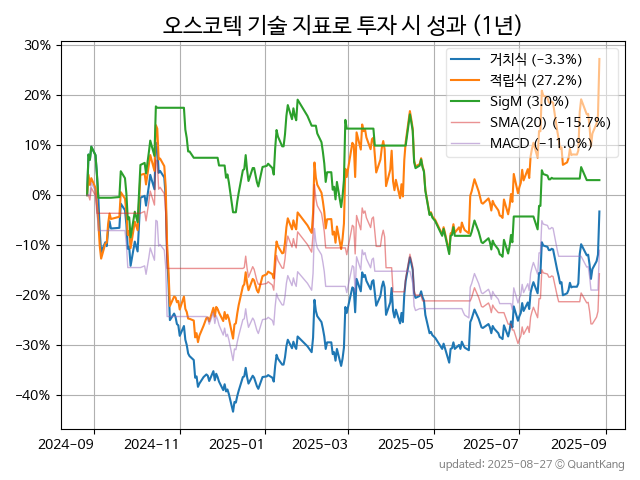 오스코텍 기술 지표로 투자 시 성과 (1년)
30%
20%
10%
0%
−10%
−20%
−30%
−40%
거치식 (−3.3%)
적립식 (27.2%)
SigM (3.0%)
SMA(20) (−15.7%)
MACD (−11.0%)
2024-09
2024-11
2025-01
2025-03
2025-05
2025-07
2025-09
updated: 2025-08-27 ⓒ QuantKang